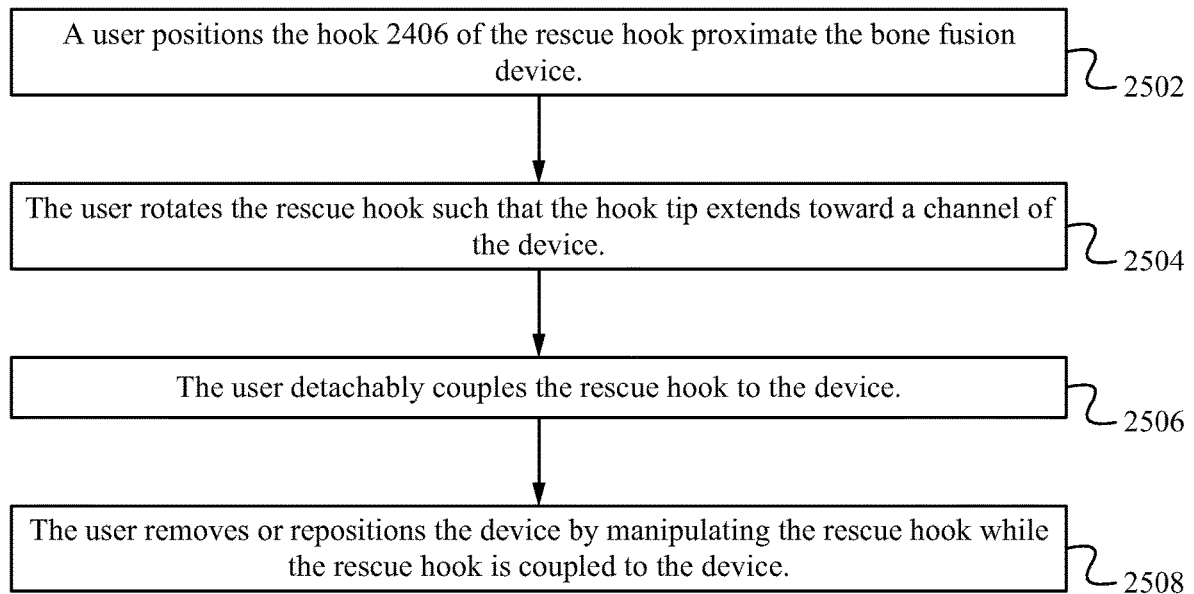 A user positions the hook 2406 of the rescue hook proximate the bone fusion
device.
2502
The user rotates the rescue hook such that the hook tip extends toward a channel of
the device.
2504
The user detachably couples the rescue hook to the device.
2506
The user removes or repositions the device by manipulating the rescue hook while
the rescue hook is coupled to the device.
2508